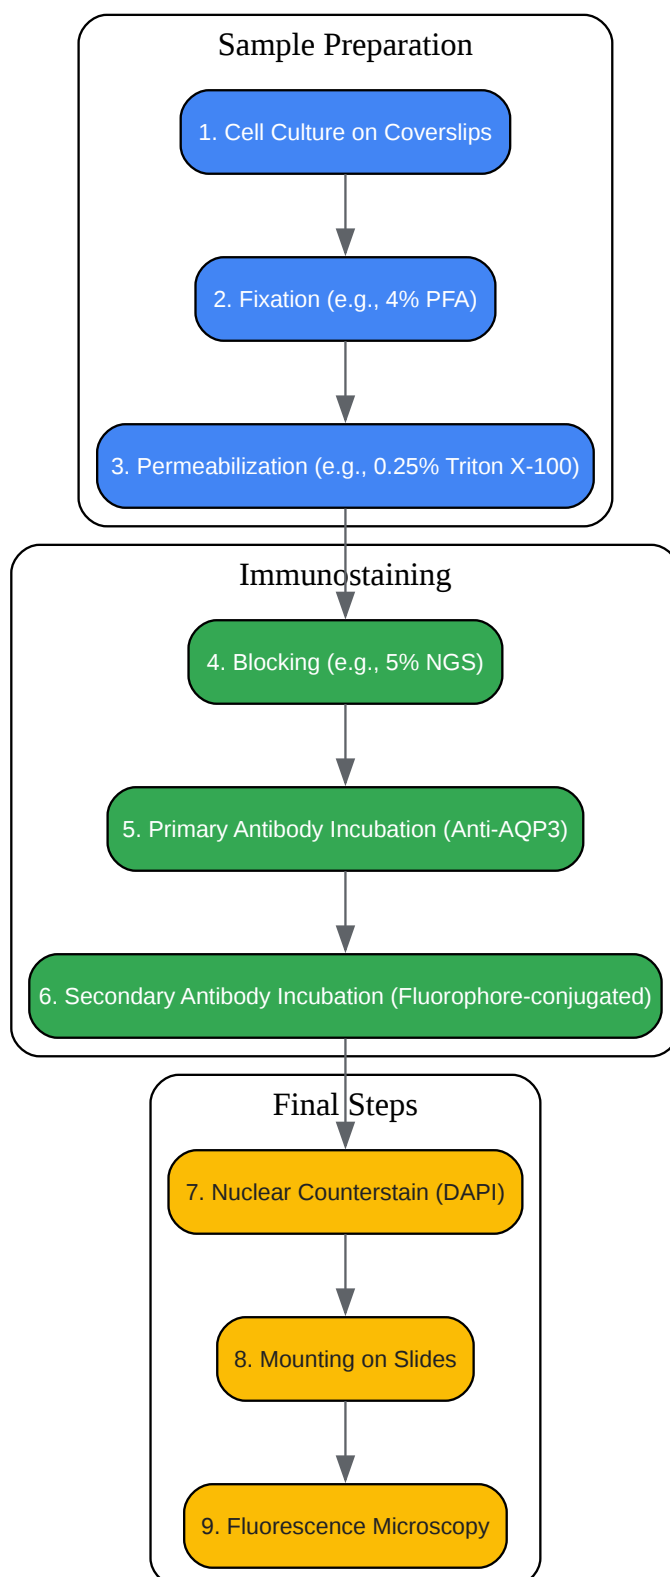 Sample Preparation
1. Cell Culture on Coverslips
2. Fixation (e.g., 4% PFA)
3. Permeabilization (e.g., 0.25% Triton X-100)
Immunostaining
4. Blocking (e.g., 5% NGS)
5. Primary Antibody Incubation (Anti-AQP3)
6. Secondary Antibody Incubation (Fluorophore-conjugated)
Final Steps
7. Nuclear Counterstain (DAPI)
8. Mounting on Slides
9. Fluorescence Microscopy